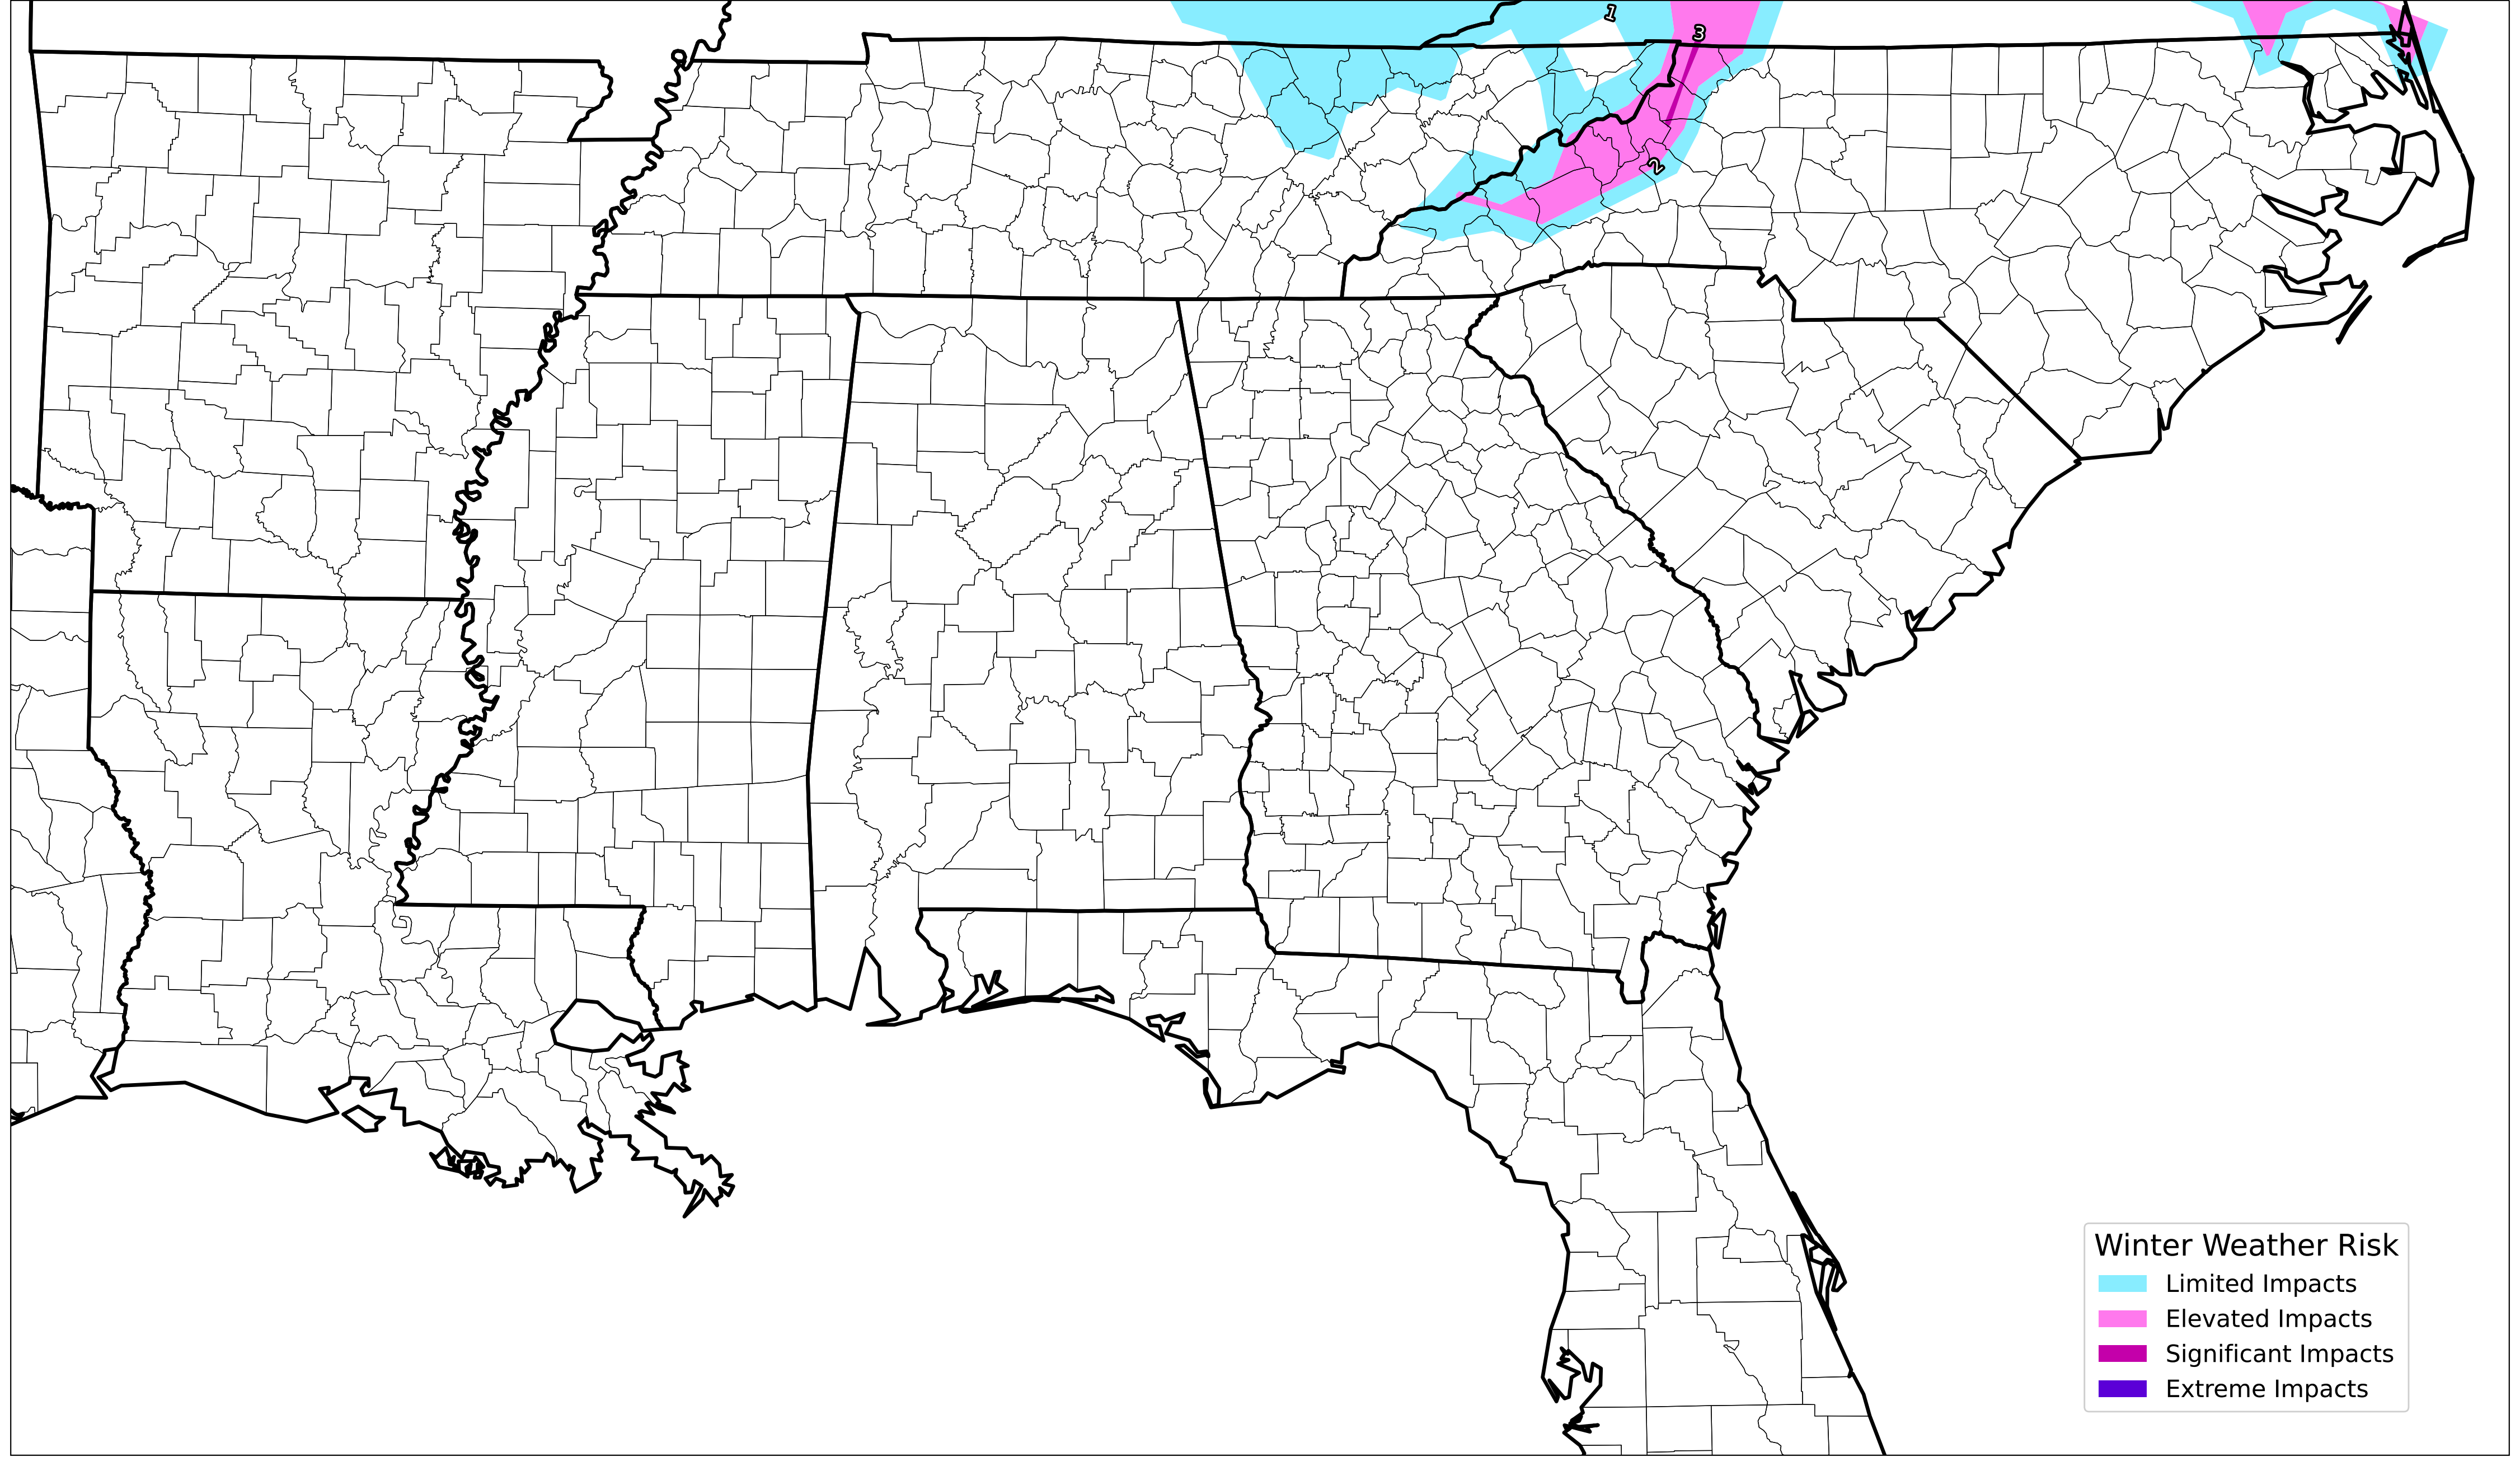 1
3
2
Winter Weather Risk
Limited Impacts
Elevated Impacts
Significant Impacts
Extreme Impacts